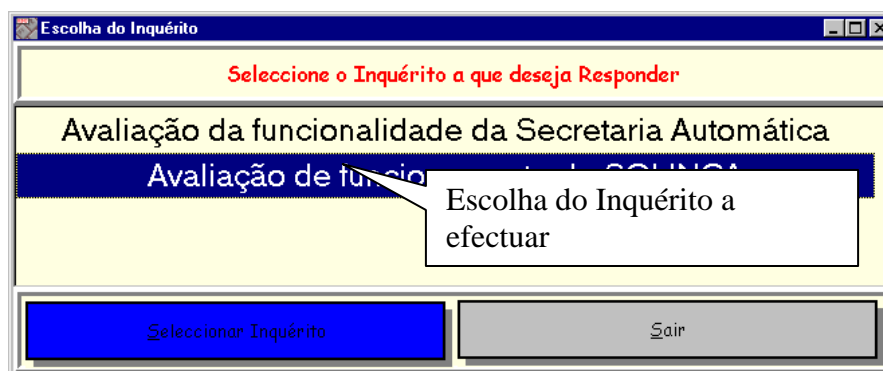 Escolha do Inquérito
Seleccione o Inquérito a que deseja Responder
Avaliação da funcionalidade da Secretaria Automática
Avaliação de
Escolha do Inquérito a
efectuar
Seleccionar Inquérito
Sair